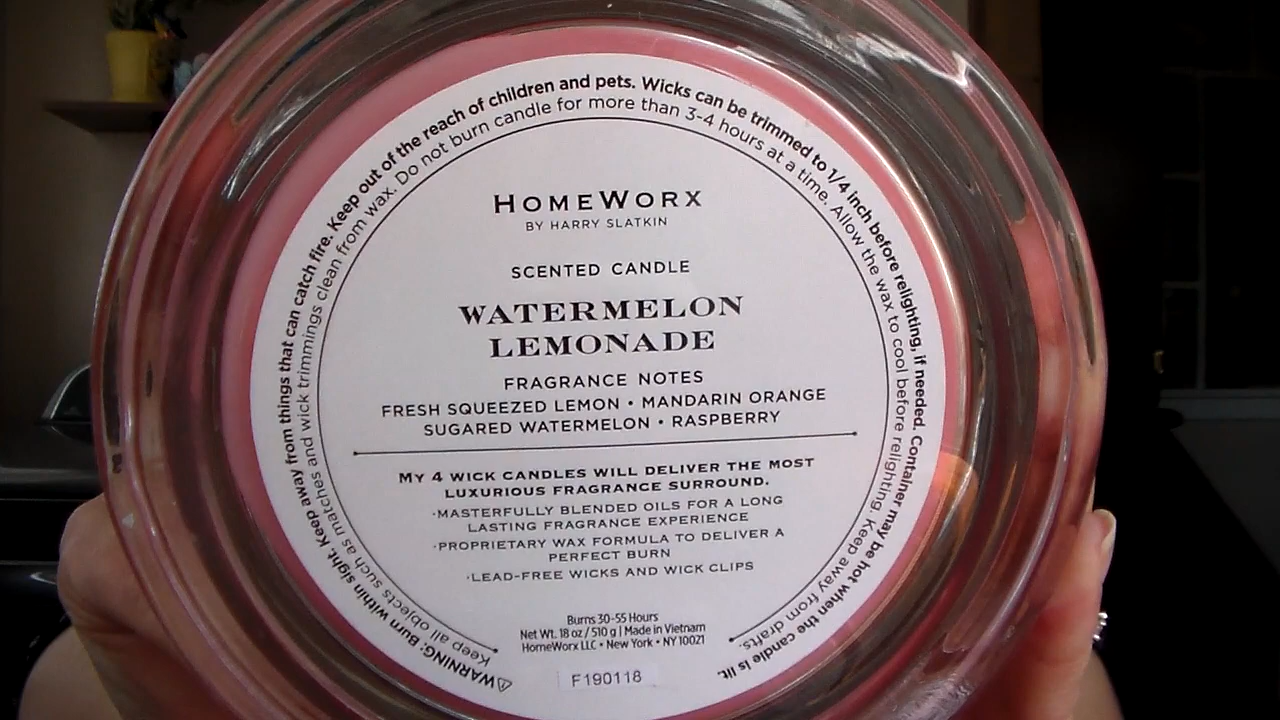 ⚠WARNING: Burn within sight. Keep away from things that can catch fire. Keep out of the reach of children and pets. Wicks can be trimmed to 1/4 inch before relighting, if needed. Container may be hot when the candle is lit.
Keep all objects such as matches and wick trimmings clean from wax. Do not burn candle for more than 3-4 hours at a time. Allow the wax to cool before relighting. Keep away from drafts.
HOMEWORX
BY HARRY SLATKIN
SCENTED CANDLE
WATERMELON
LEMONADE
FRAGRANCE NOTES
FRESH SQUEEZED LEMON • MANDARIN ORANGE
SUGARED WATERMELON • RASPBERRY
MY 4 WICK CANDLES WILL DELIVER THE MOST
LUXURIOUS FRAGRANCE SURROUND.
·MASTERFULLY BLENDED OILS FOR A LONG
LASTING FRAGRANCE EXPERIENCE
·PROPRIETARY WAX FORMULA TO DELIVER A
PERFECT BURN
·LEAD-FREE WICKS AND WICK CLIPS
Burns 30-55 Hours
Net Wt. 18 oz / 510 g | Made in Vietnam
HomeWorx LLC • New York • NY 10021
F190118